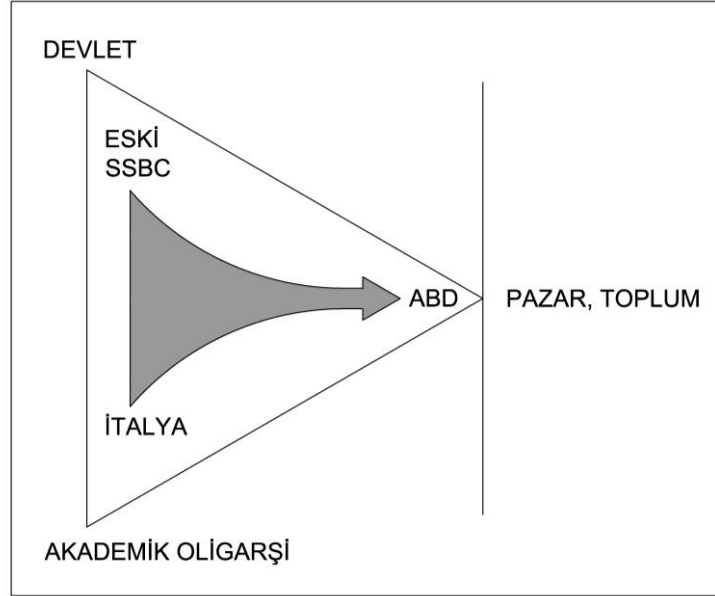 DEVLET
ESKİ
SSBC
ABD
PAZAR, TOPLUM
İTALYA
AKADEMİK OLİGARŞİ